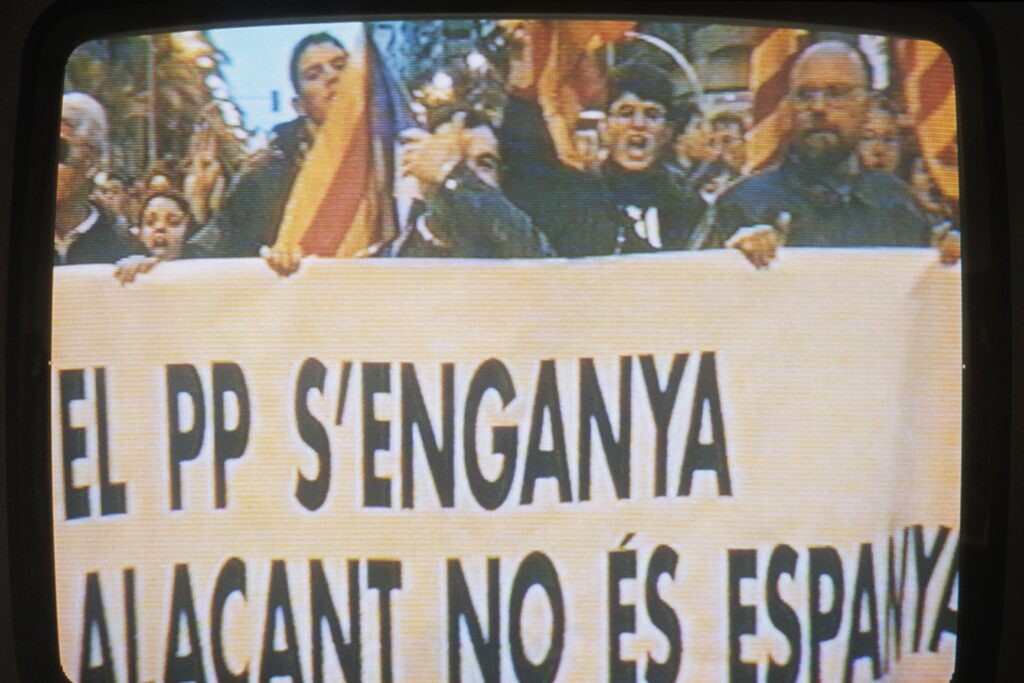 EL PP S'ENGANYA
ALACANT NO ÉS ESPANYA